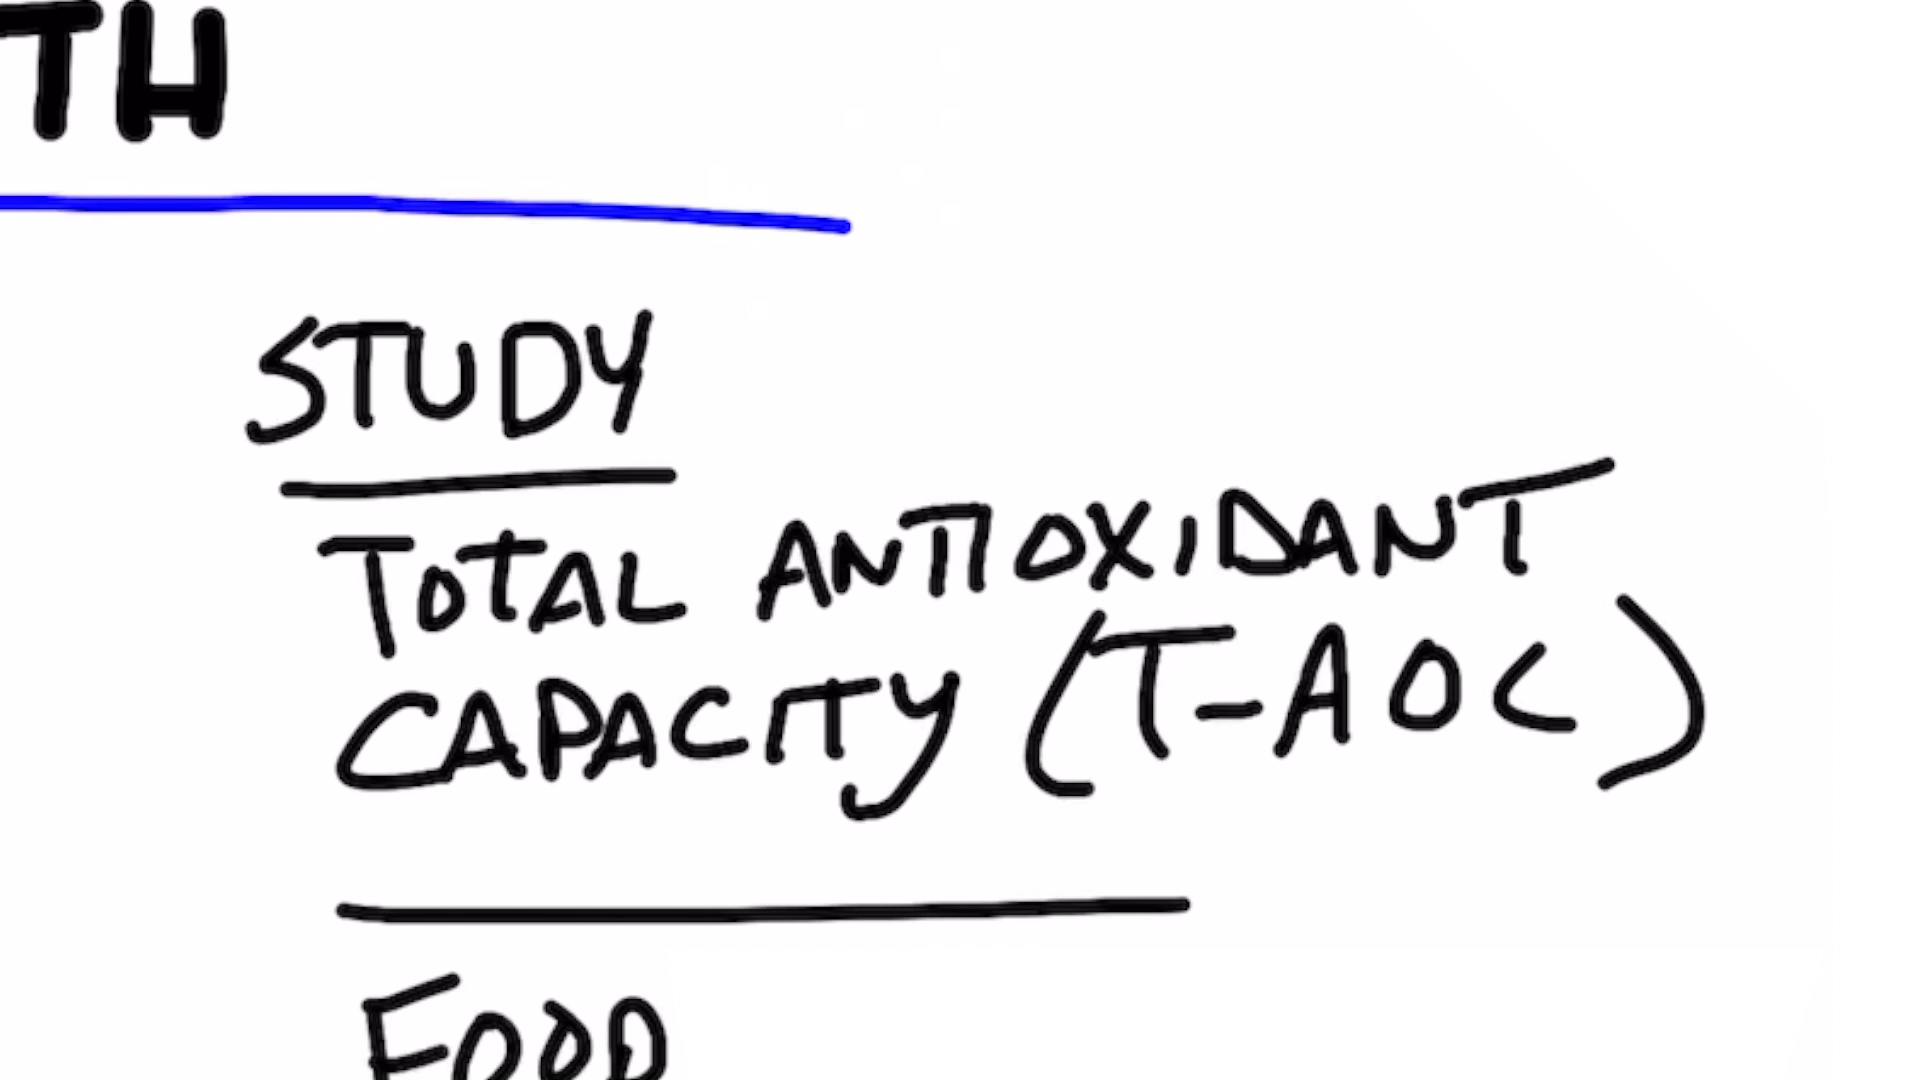 TH
STUDY
TOTAL ANTIOXIDANT
CAPACITY (T-AOC)
FOOD